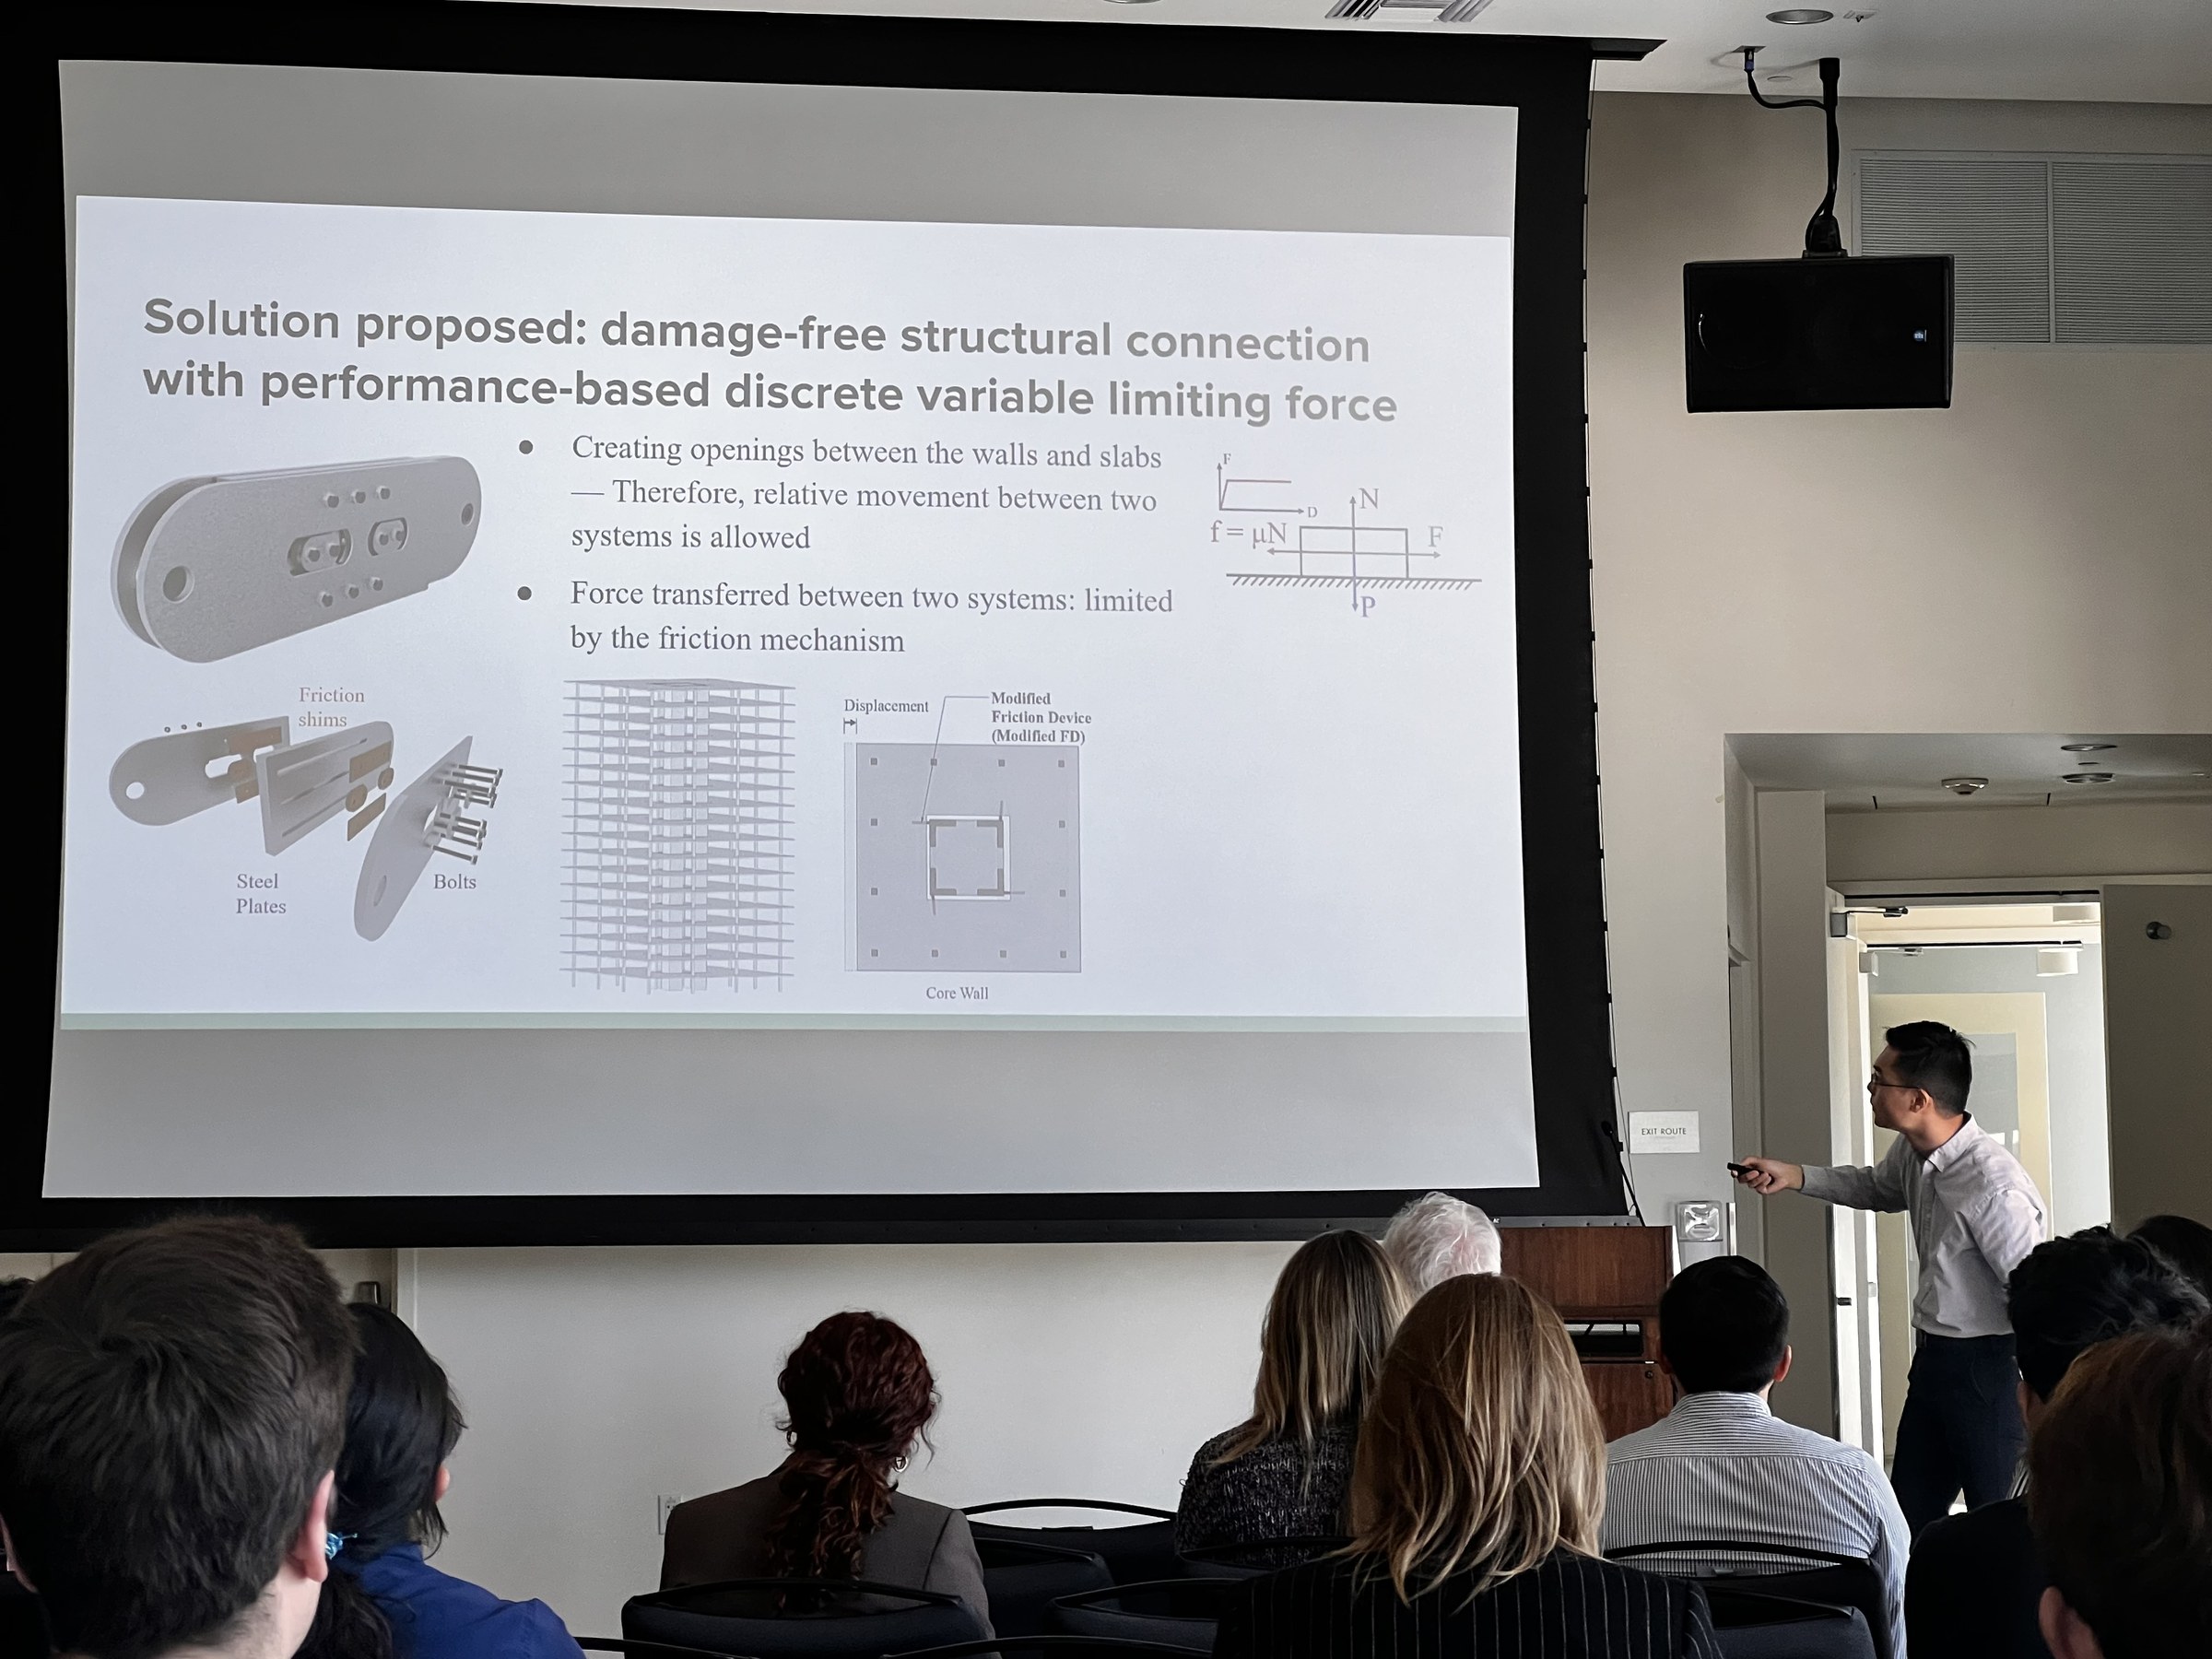 Solution proposed: damage-free structural connection
with performance-based discrete variable limiting force
● Creating openings between the walls and slabs
— Therefore, relative movement between two
systems is allowed
● Force transferred between two systems: limited
by the friction mechanism
F
D
N
f = μN
F
P
Friction
shims
Steel
Plates
Bolts
Displacement
Modified
Friction Device
(Modified FD)
Core Wall
EXIT ROUTE